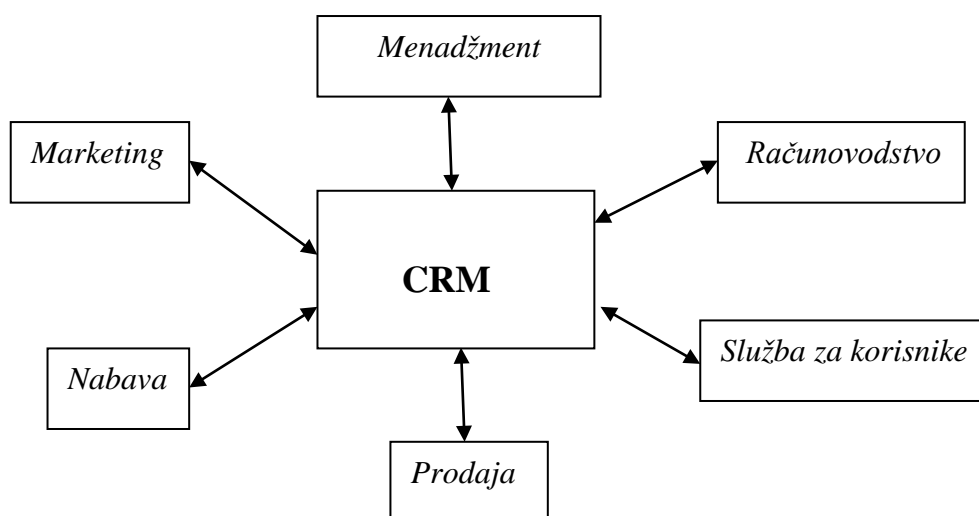 Menadžment
Marketing
Računovodstvo
CRM
Služba za korisnike
Nabava
Prodaja